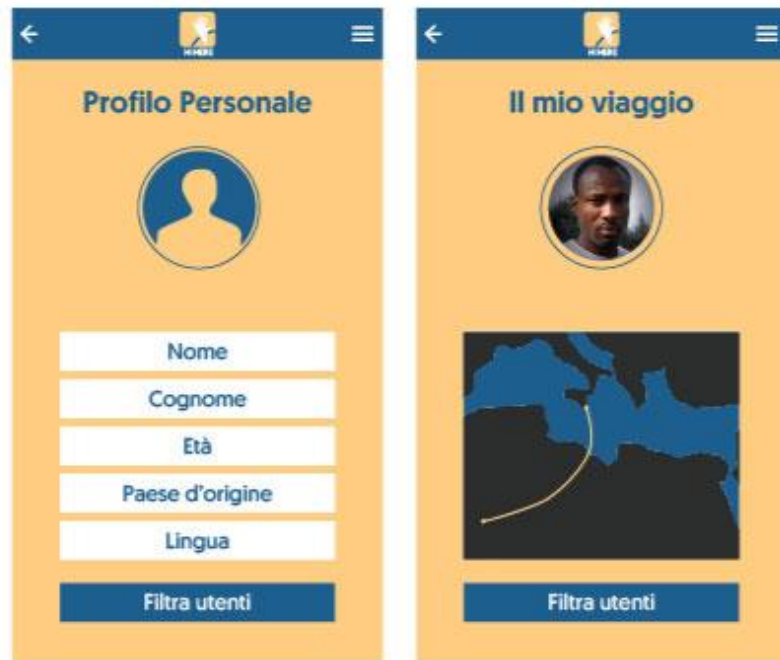 Profilo Personale
Nome
Cognome
Età
Paese d'origine
Lingua
Filtra utenti
Il mio viaggio
Filtra utenti